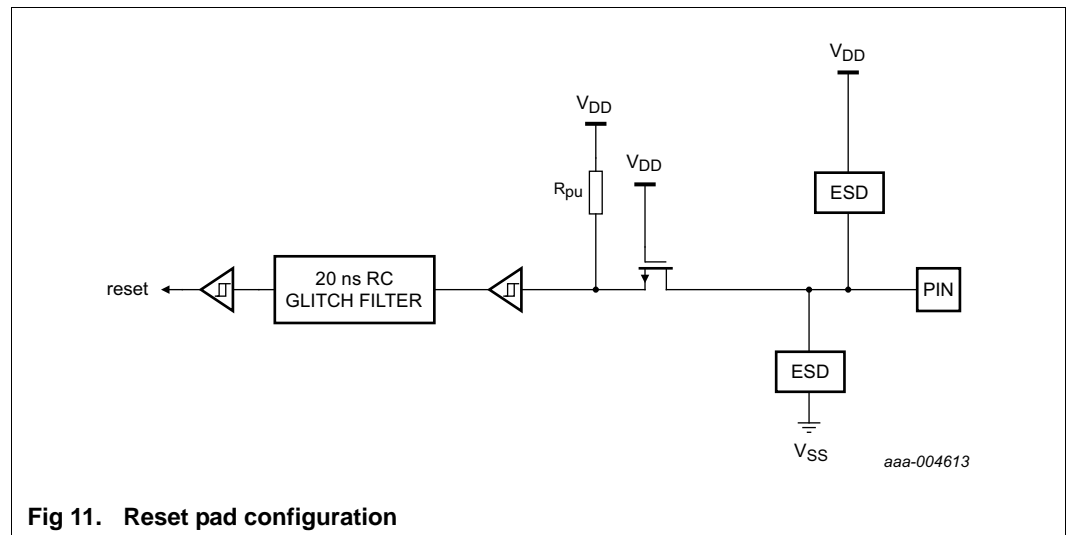 VDD
VDD
VDD
ESD
Rpu
reset
20 ns RC
GLITCH FILTER
PIN
ESD
VSS
aaa-004613
Fig 11. Reset pad configuration